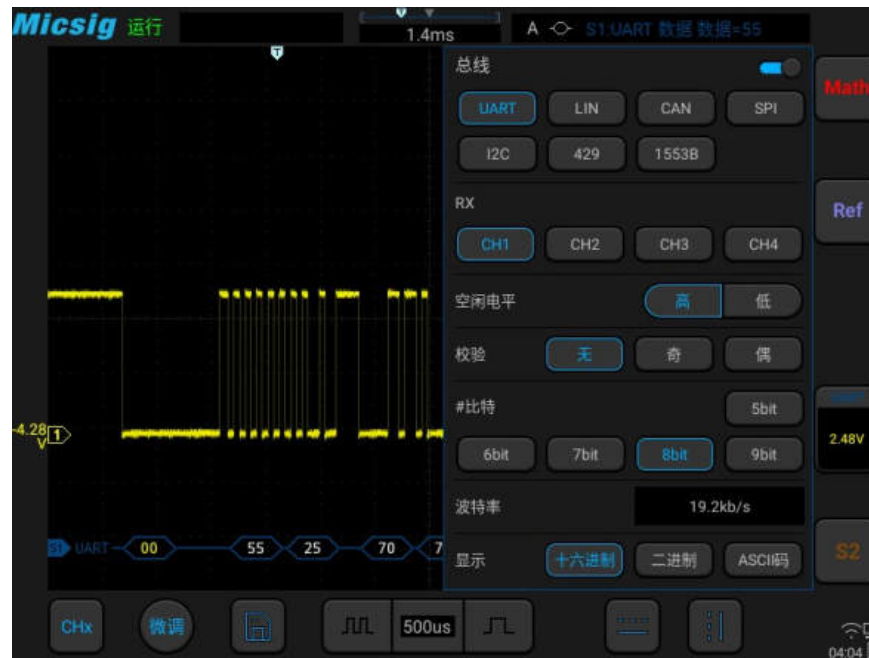 Micsig 运行
1.4ms
A S1:UART 数据 数据=55
T
总线
UART LIN CAN SPI
Math
I2C 429 1553B
RX
Ref
CH1 CH2 CH3 CH4
空闲电平 高 低
校验 无 奇 偶
#比特 5bit
UART
-4.28
V
1
2.48V
6bit 7bit 8bit 9bit
波特率 19.2kb/s
S1 UART 00 55 25 70 7
显示 十六进制 二进制 ASCII码
S2
CHx 微调 500us
04:04